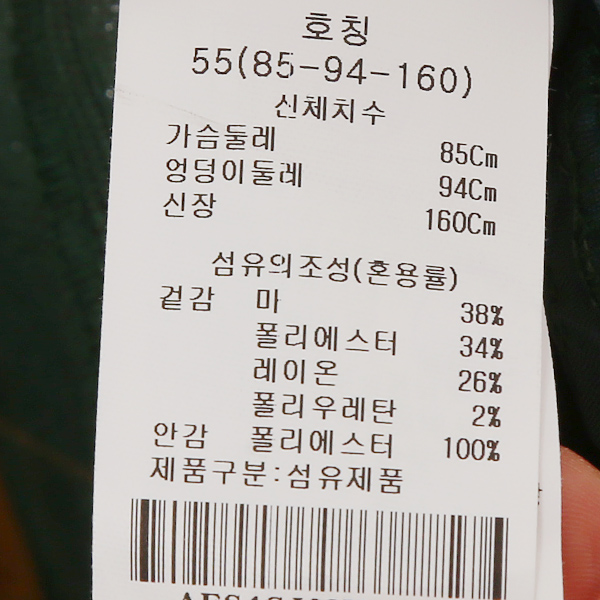 호칭
55(85-94-160)
신체치수
가슴둘레 85Cm
엉덩이둘레 94Cm
신장 160Cm
섬유의조성(혼용률)
겉감 마 38%
폴리에스터 34%
레이온 26%
폴리우레탄 2%
안감 폴리에스터 100%
제품구분:섬유제품